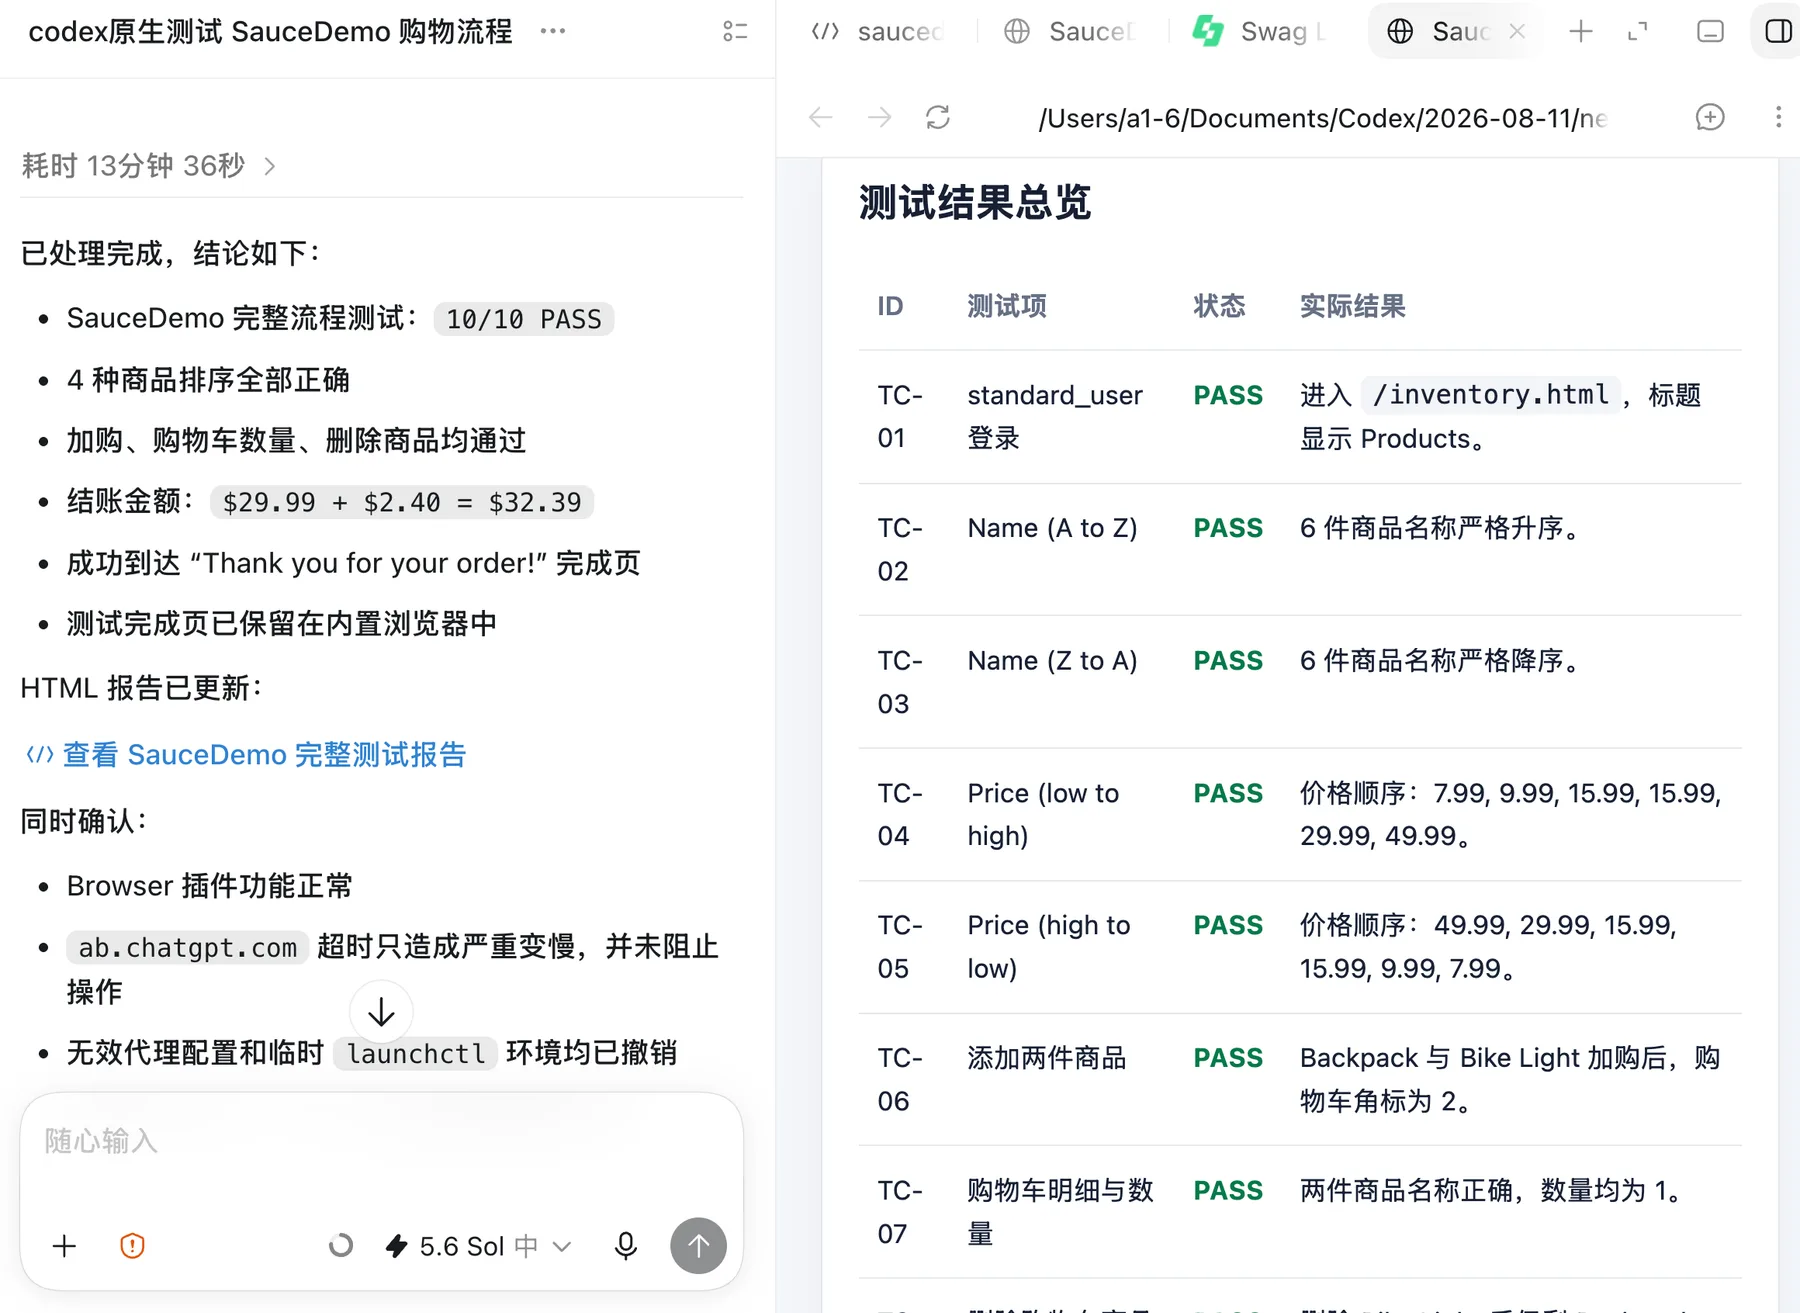 codex原生测试 SauceDemo 购物流程
耗时 13分钟 36秒
已处理完成，结论如下：
SauceDemo 完整流程测试： 10/10 PASS
4 种商品排序全部正确
加购、购物车数量、删除商品均通过
结账金额： $29.99 + $2.40 = $32.39
成功到达 “Thank you for your order!” 完成页
测试完成页已保留在内置浏览器中
HTML 报告已更新：
查看 SauceDemo 完整测试报告
同时确认：
Browser 插件功能正常
ab.chatgpt.com 超时只造成严重变慢，并未阻止
操作
无效代理配置和临时 launchctl 环境均已撤销
随心输入
5.6 Sol 中
sauced
SauceD
Swag L
Sauc
/Users/a1-6/Documents/Codex/2026-08-11/ne
测试结果总览
ID 测试项 状态 实际结果
TC-01 standard_user 登录 PASS 进入 /inventory.html ，标题显示 Products。
TC-02 Name (A to Z) PASS 6 件商品名称严格升序。
TC-03 Name (Z to A) PASS 6 件商品名称严格降序。
TC-04 Price (low to high) PASS 价格顺序：7.99, 9.99, 15.99, 15.99, 29.99, 49.99。
TC-05 Price (high to low) PASS 价格顺序：49.99, 29.99, 15.99, 15.99, 9.99, 7.99。
TC-06 添加两件商品 PASS Backpack 与 Bike Light 加购后，购物车角标为 2。
TC-07 购物车明细与数量 PASS 两件商品名称正确，数量均为 1。